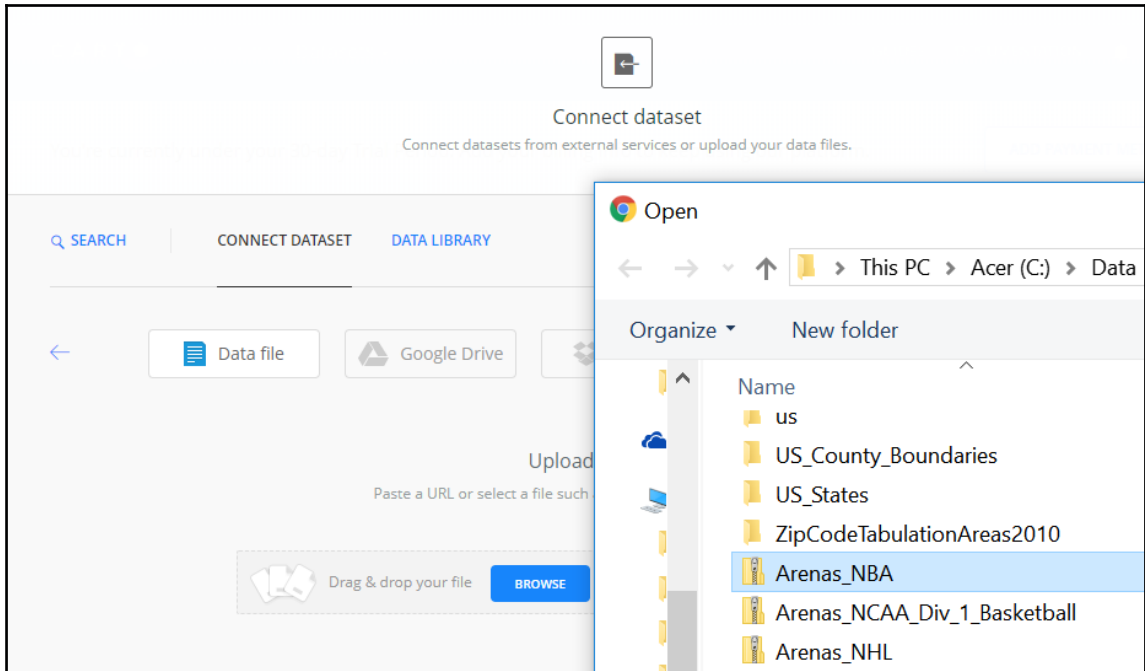 Connect dataset
Connect datasets from external services or upload your data files.
SEARCH
CONNECT DATASET
DATA LIBRARY
Data file
Google Drive
Upload
Paste a URL or select a file such
Drag & drop your file
BROWSE
Open
This PC > Acer (C:) > Data
Organize
New folder
Name
us
US_County_Boundaries
US_States
ZipCodeTabulationAreas2010
Arenas_NBA
Arenas_NCAA_Div_1_Basketball
Arenas_NHL